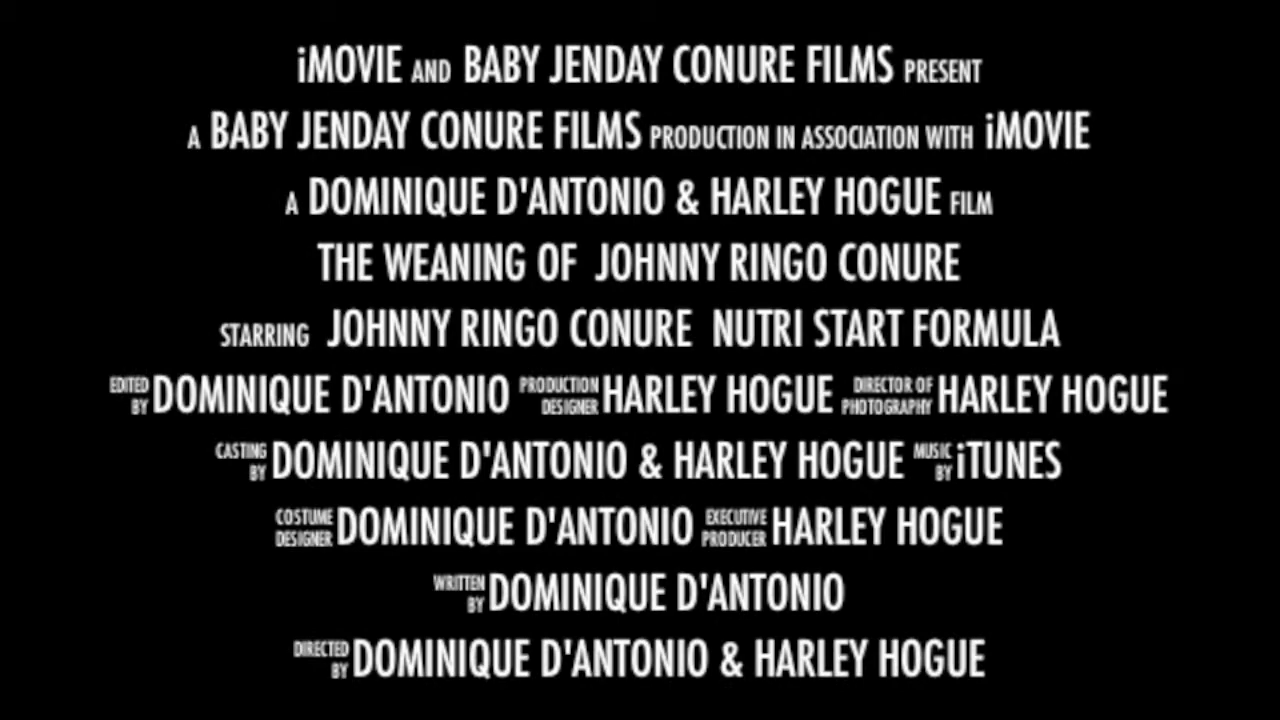 iMOVIE AND BABY JENDAY CONURE FILMS PRESENT
A BABY JENDAY CONURE FILMS PRODUCTION IN ASSOCIATION WITH iMOVIE
A DOMINIQUE D'ANTONIO & HARLEY HOGUE FILM
THE WEANING OF JOHNNY RINGO CONURE
STARRING JOHNNY RINGO CONURE NUTRI START FORMULA
EDITED BY DOMINIQUE D'ANTONIO PRODUCTION DESIGNER HARLEY HOGUE DIRECTOR OF PHOTOGRAPHY HARLEY HOGUE
CASTING BY DOMINIQUE D'ANTONIO & HARLEY HOGUE MUSIC BY iTUNES
COSTUME DESIGNER DOMINIQUE D'ANTONIO EXECUTIVE PRODUCER HARLEY HOGUE
WRITTEN BY DOMINIQUE D'ANTONIO
DIRECTED BY DOMINIQUE D'ANTONIO & HARLEY HOGUE